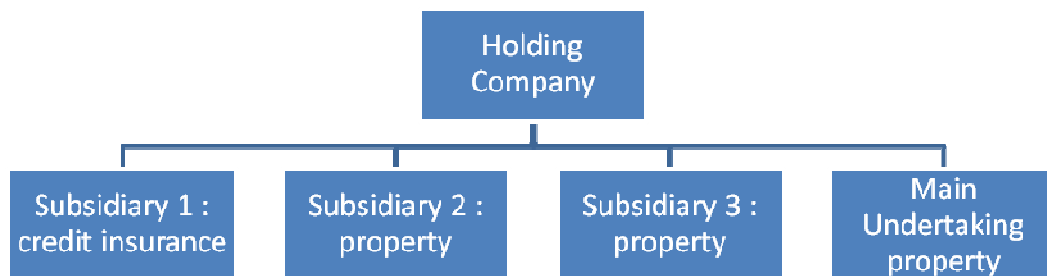 Holding
Company
Subsidiary 1 :
credit insurance
Subsidiary 2 :
property
Subsidiary 3 :
property
Main
Undertaking
property